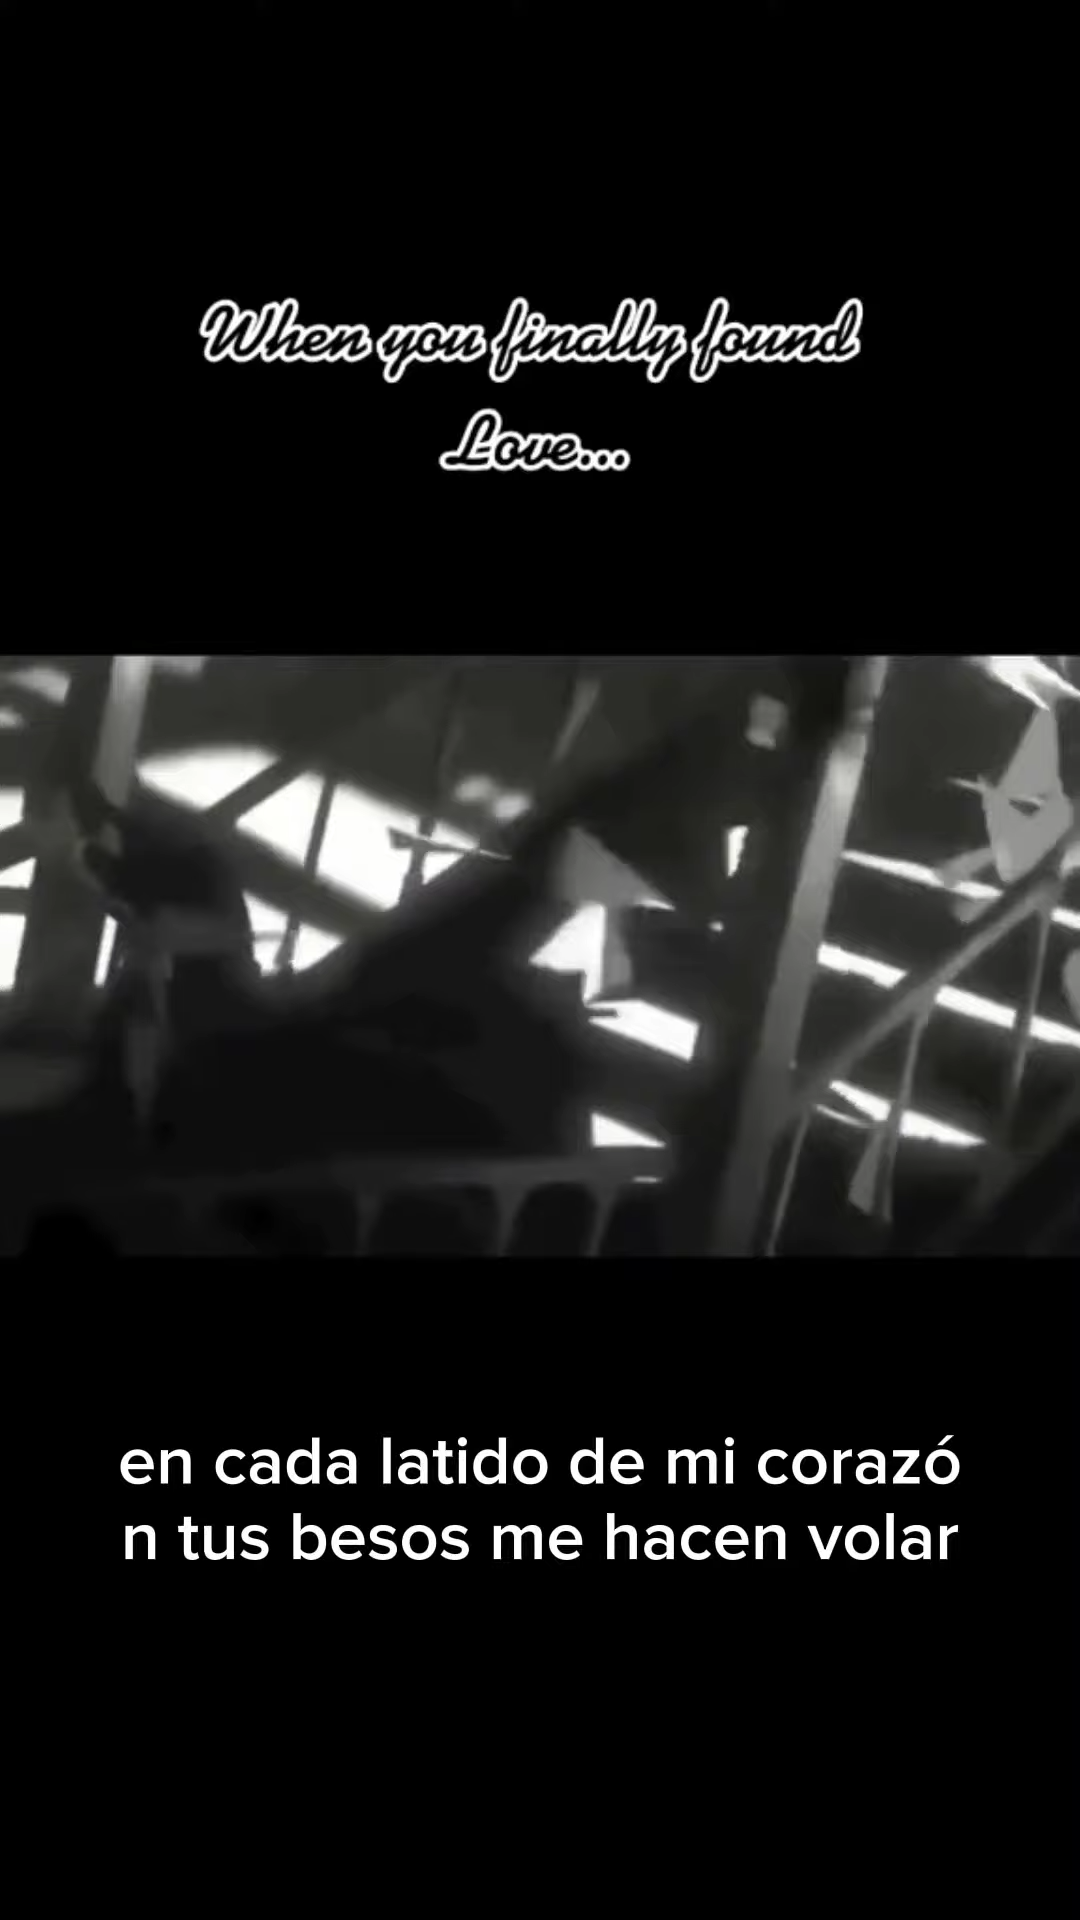 When you finally found
Love...
en cada latido de mi corazó
n tus besos me hacen volar